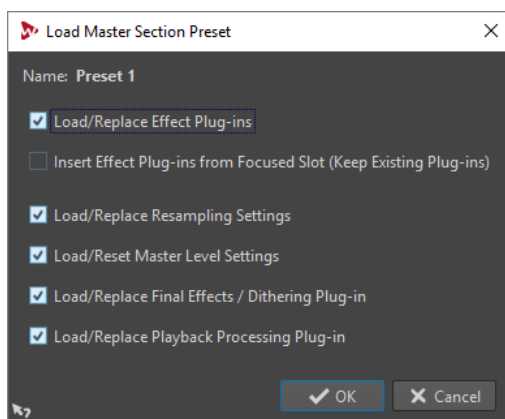 Load Master Section Preset
Name: Preset 1
Load/Replace Effect Plug-ins
Insert Effect Plug-ins from Focused Slot (Keep Existing Plug-ins)
Load/Replace Resampling Settings
Load/Reset Master Level Settings
Load/Replace Final Effects / Dithering Plug-in
Load/Replace Playback Processing Plug-in
OK Cancel